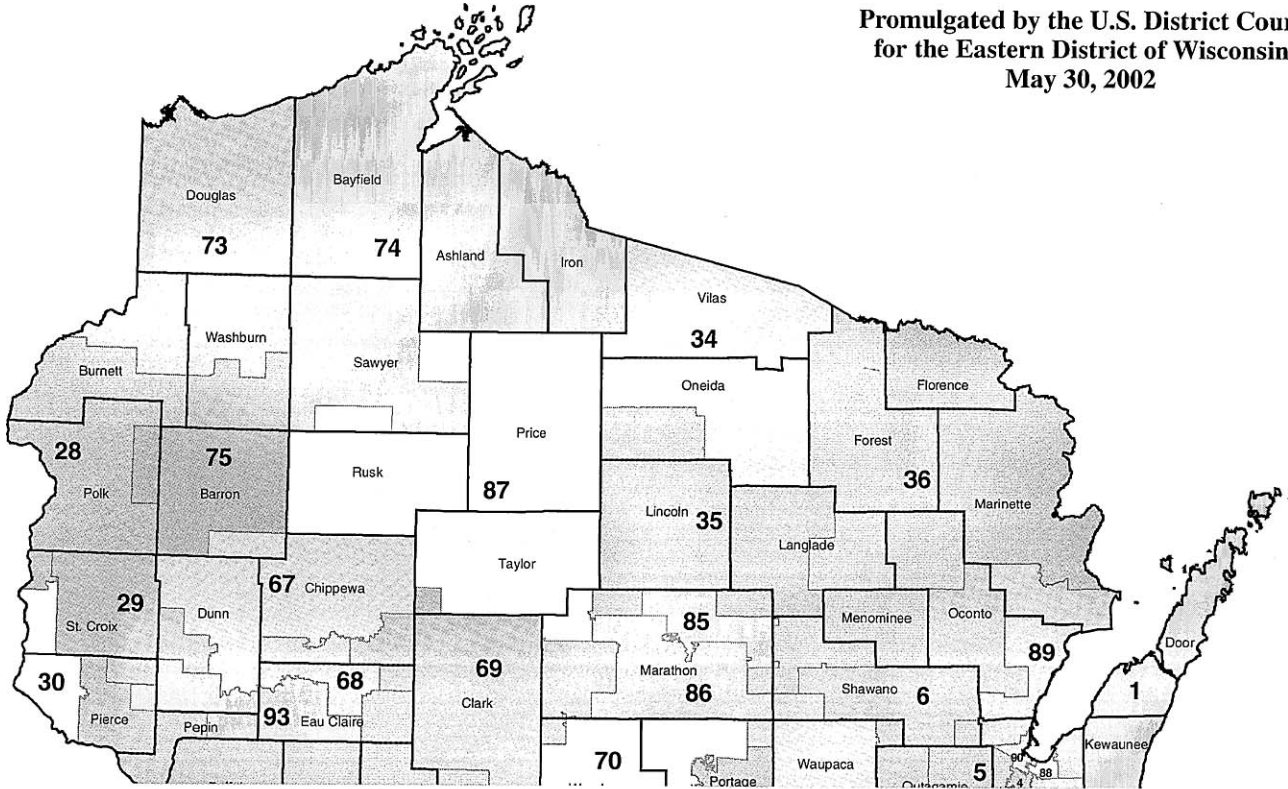 Promulgated by the U.S. District Cour
for the Eastern District of Wisconsin
May 30, 2002
Douglas
73
Bayfield
74
Ashland
Iron
Vilas
34
Washburn
Burnett
Sawyer
Oneida
Florence
28
Polk
75
Barron
Rusk
Price
87
Forest
36
Lincoln
35
Marinette
Langlade
Taylor
67
Chippewa
29
St. Croix
Dunn
85
Menominee
Oconto
Door
30
Pierce
Pepin
68
93
Eau Claire
69
Clark
Marathon
86
Shawano
6
89
1
Kewaunee
70
Portage
Waupaca
Outagamie
5
90
4
88